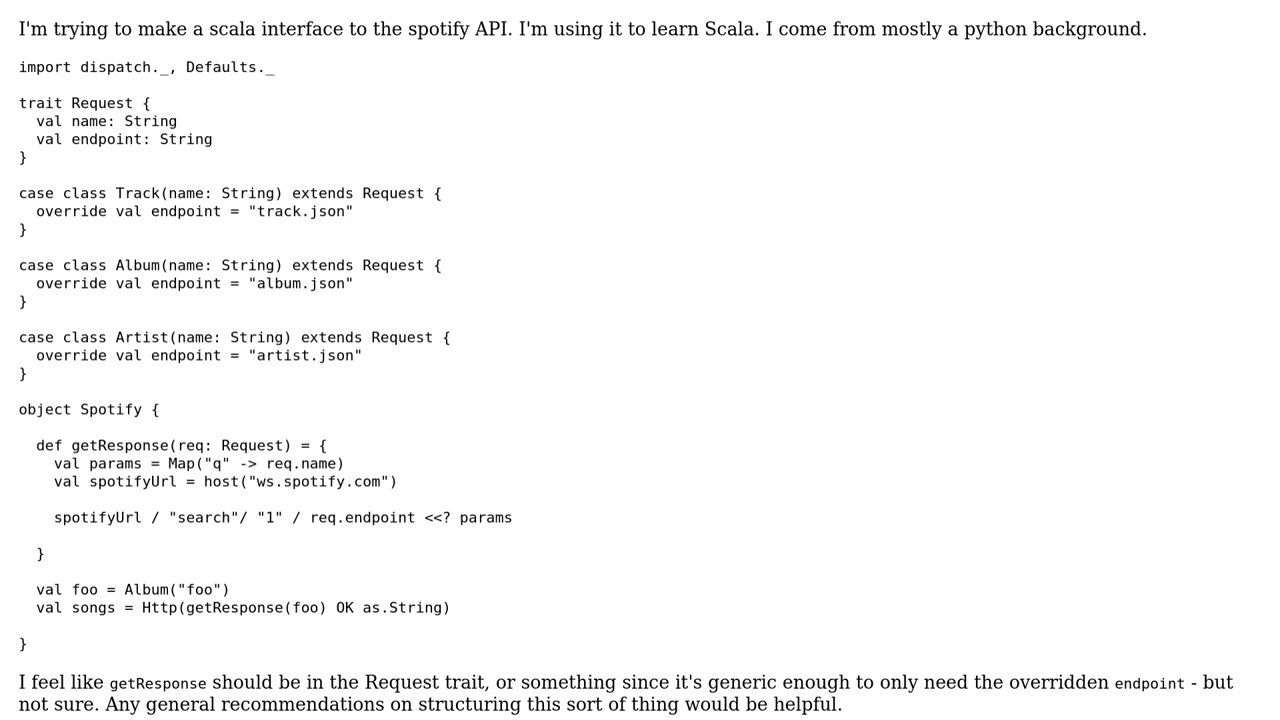 I'm trying to make a scala interface to the spotify API. I'm using it to learn Scala. I come from mostly a python background.
import dispatch._, Defaults._
trait Request {
  val name: String
  val endpoint: String
}
case class Track(name: String) extends Request {
  override val endpoint = "track.json"
}
case class Album(name: String) extends Request {
  override val endpoint = "album.json"
}
case class Artist(name: String) extends Request {
  override val endpoint = "artist.json"
}
object Spotify {
  def getResponse(req: Request) = {
    val params = Map("q" -> req.name)
    val spotifyUrl = host("ws.spotify.com")
    spotifyUrl / "search"/ "1" / req.endpoint <<? params
  }
  val foo = Album("foo")
  val songs = Http(getResponse(foo) OK as.String)
}
I feel like getResponse should be in the Request trait, or something since it's generic enough to only need the overridden endpoint - but
not sure. Any general recommendations on structuring this sort of thing would be helpful.